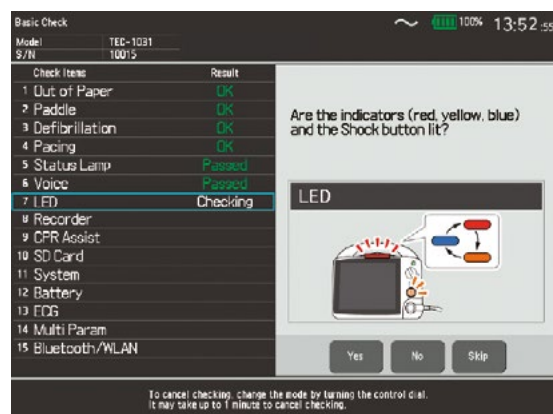 Basic Check
100%
13:52:55
Model TEC-1031
S/N 10015
Check Items Result
1 Out of Paper OK
2 Paddle OK
3 Defibrillation OK
4 Pacing OK
5 Status Lamp Passed
6 Voice Passed
7 LED Checking
8 Recorder
9 CPR Assist
10 SD Card
11 System
12 Battery
13 ECG
14 Multi Param
15 Bluetooth/WLAN
Are the indicators (red, yellow, blue)
and the Shock button lit?
LED
Yes No Skip
To cancel checking, change the mode by turning the control dial.
It may take up to 1 minute to cancel checking.